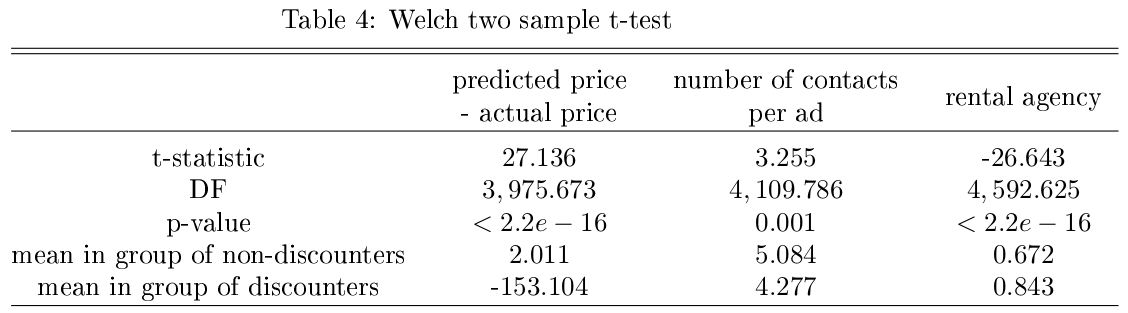 Table 4: Welch two sample t-test
predicted price number of contacts
- actual price per ad rental agency
t-statistic 27.136 3.255 -26.643
DF 3,975.673 4,109.786 4,592.625
p-value < 2.2e − 16 0.001 < 2.2e − 16
mean in group of non-discounters 2.011 5.084 0.672
mean in group of discounters -153.104 4.277 0.843